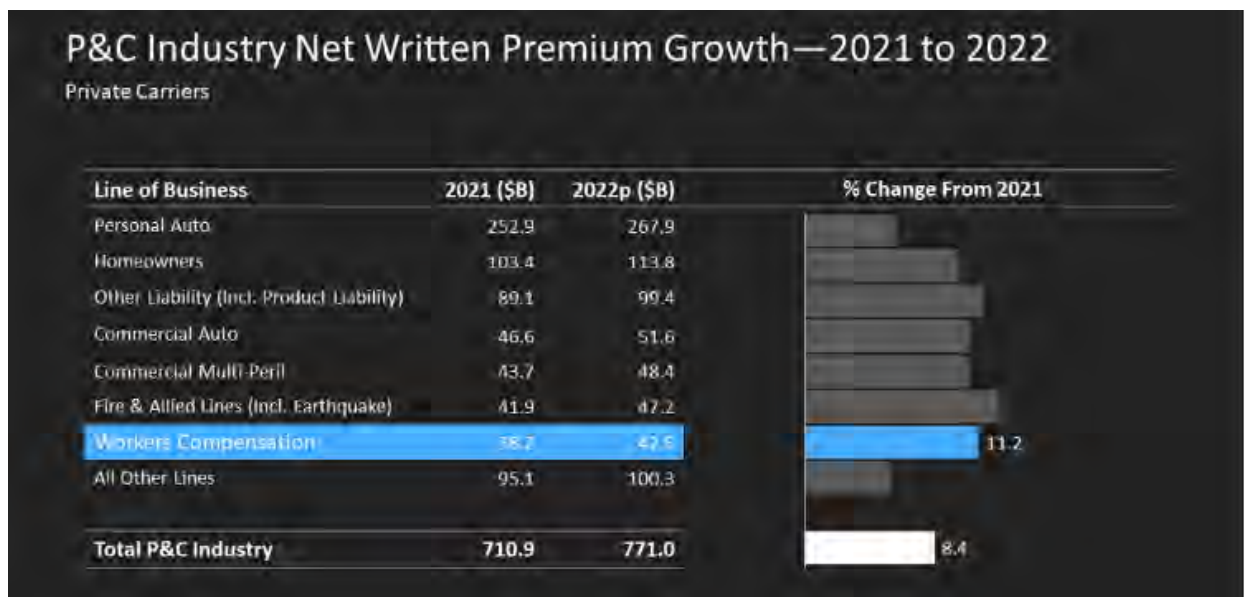 P&C Industry Net Written Premium Growth—2021 to 2022
Private Carriers
Line of Business 2021 ($B) 2022p ($B) % Change From 2021
Personal Auto 252.9 267.9
Homeowners 103.4 113.8
Other Liability (Incl. Product Liability) 89.1 99.4
Commercial Auto 46.6 51.6
Commercial Multi-Peril 43.7 48.4
Fire & Allied Lines (Incl. Earthquake) 41.9 47.2
Workers Compensation 38.2 42.5 11.2
All Other Lines 95.1 100.3
Total P&C Industry 710.9 771.0 8.4